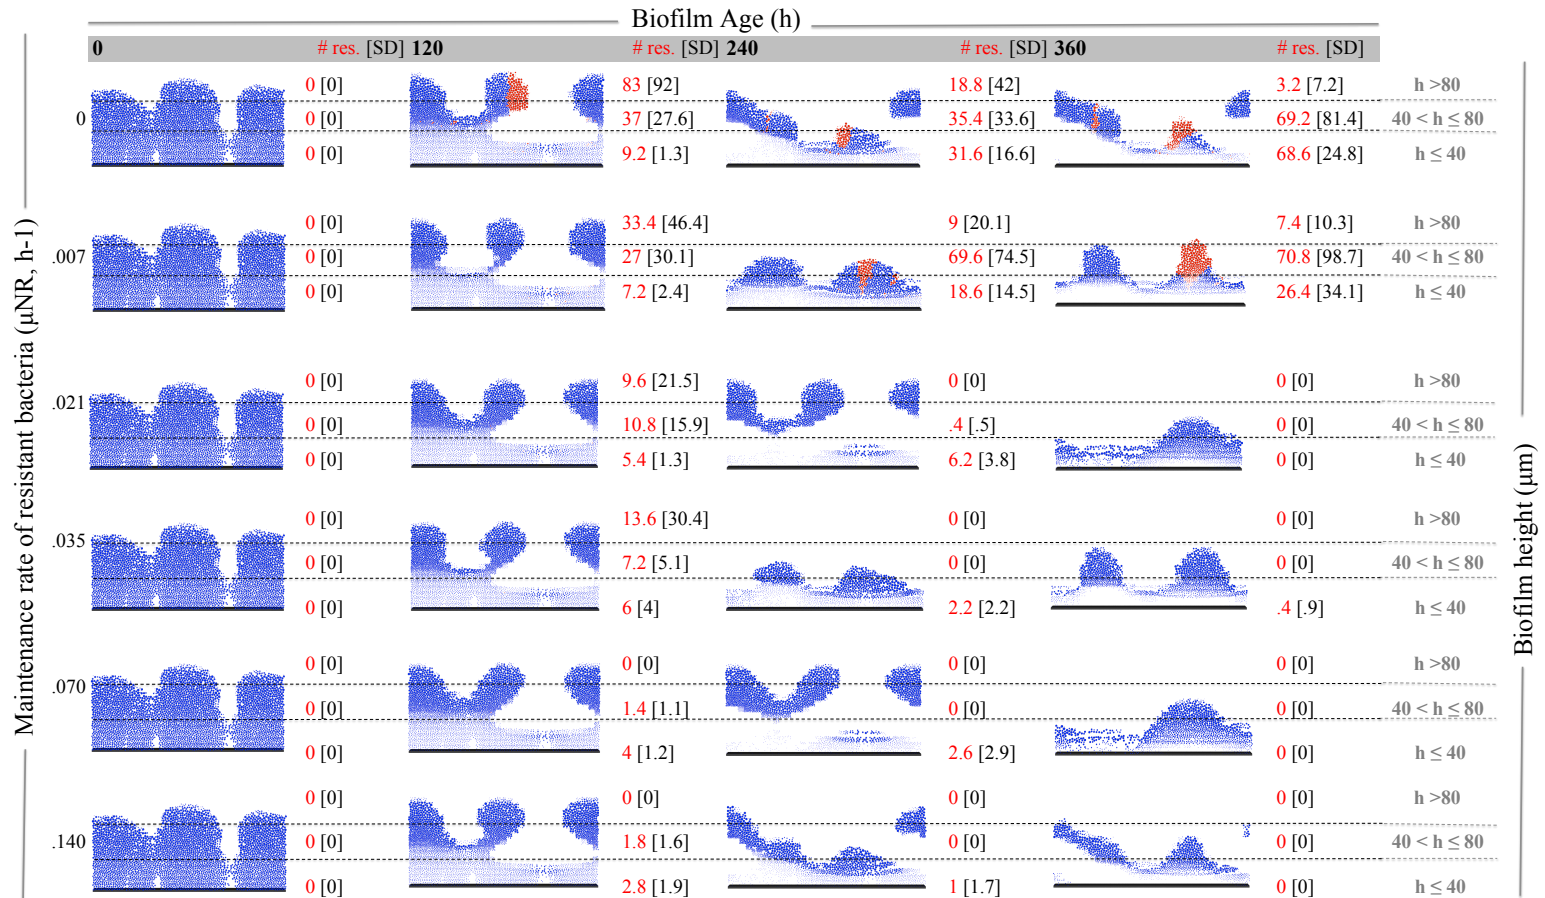 Biofilm Age (h)
0 # res. [SD] 120 # res. [SD] 240 # res. [SD] 360 # res. [SD]
Maintenance rate of resistant bacteria (μNR, h-1)
Biofilm height (μm)
0 [0] 83 [92] 18.8 [42] 3.2 [7.2] h >80
0 0 [0] 37 [27.6] 35.4 [33.6] 69.2 [81.4] 40 < h ≤ 80
0 [0] 9.2 [1.3] 31.6 [16.6] 68.6 [24.8] h ≤ 40
0 [0] 33.4 [46.4] 9 [20.1] 7.4 [10.3] h >80
.007 0 [0] 27 [30.1] 69.6 [74.5] 70.8 [98.7] 40 < h ≤ 80
0 [0] 7.2 [2.4] 18.6 [14.5] 26.4 [34.1] h ≤ 40
0 [0] 9.6 [21.5] 0 [0] 0 [0] h >80
.021 0 [0] 10.8 [15.9] .4 [.5] 0 [0] 40 < h ≤ 80
0 [0] 5.4 [1.3] 6.2 [3.8] 0 [0] h ≤ 40
0 [0] 13.6 [30.4] 0 [0] 0 [0] h >80
.035 0 [0] 7.2 [5.1] 0 [0] 0 [0] 40 < h ≤ 80
0 [0] 6 [4] 2.2 [2.2] .4 [.9] h ≤ 40
0 [0] 0 [0] 0 [0] 0 [0] h >80
.070 0 [0] 1.4 [1.1] 0 [0] 0 [0] 40 < h ≤ 80
0 [0] 4 [1.2] 2.6 [2.9] 0 [0] h ≤ 40
0 [0] 0 [0] 0 [0] 0 [0] h >80
.140 0 [0] 1.8 [1.6] 0 [0] 0 [0] 40 < h ≤ 80
0 [0] 2.8 [1.9] 1 [1.7] 0 [0] h ≤ 40